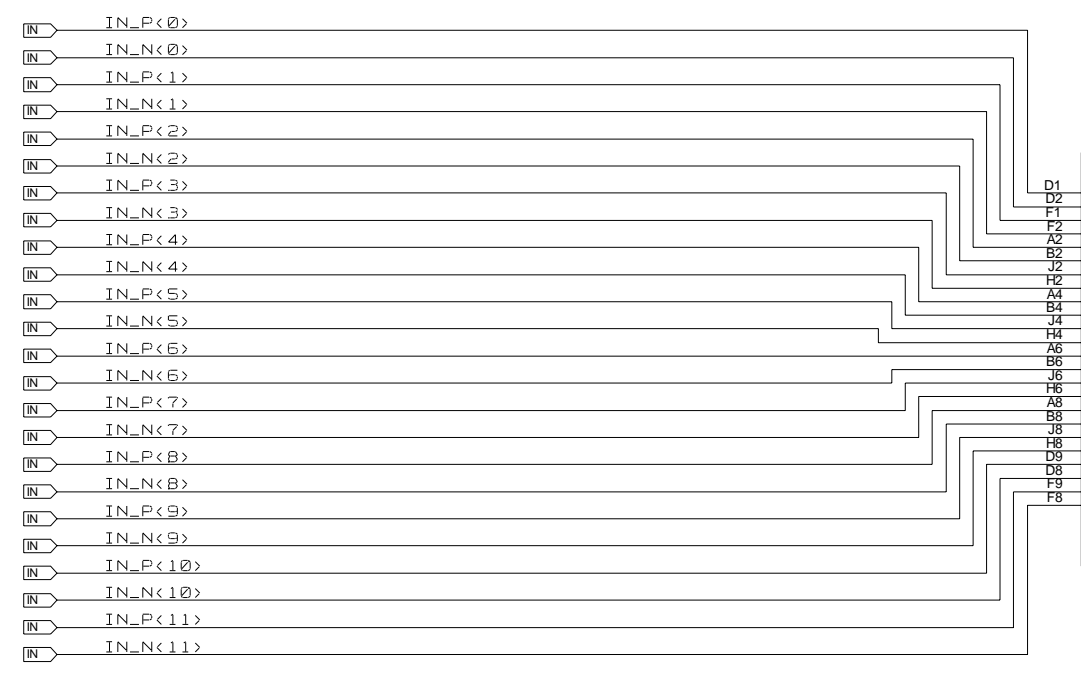 IN IN_P<0>
IN IN_N<0>
IN IN_P<1>
IN IN_N<1>
IN IN_P<2>
IN IN_N<2>
IN IN_P<3>
IN IN_N<3>
IN IN_P<4>
IN IN_N<4>
IN IN_P<5>
IN IN_N<5>
IN IN_P<6>
IN IN_N<6>
IN IN_P<7>
IN IN_N<7>
IN IN_P<8>
IN IN_N<8>
IN IN_P<9>
IN IN_N<9>
IN IN_P<10>
IN IN_N<10>
IN IN_P<11>
IN IN_N<11>
D1
D2
F1
F2
A2
B2
J2
H2
A4
B4
J4
H4
A6
B6
J6
H6
A8
B8
J8
H8
D9
D8
F9
F8